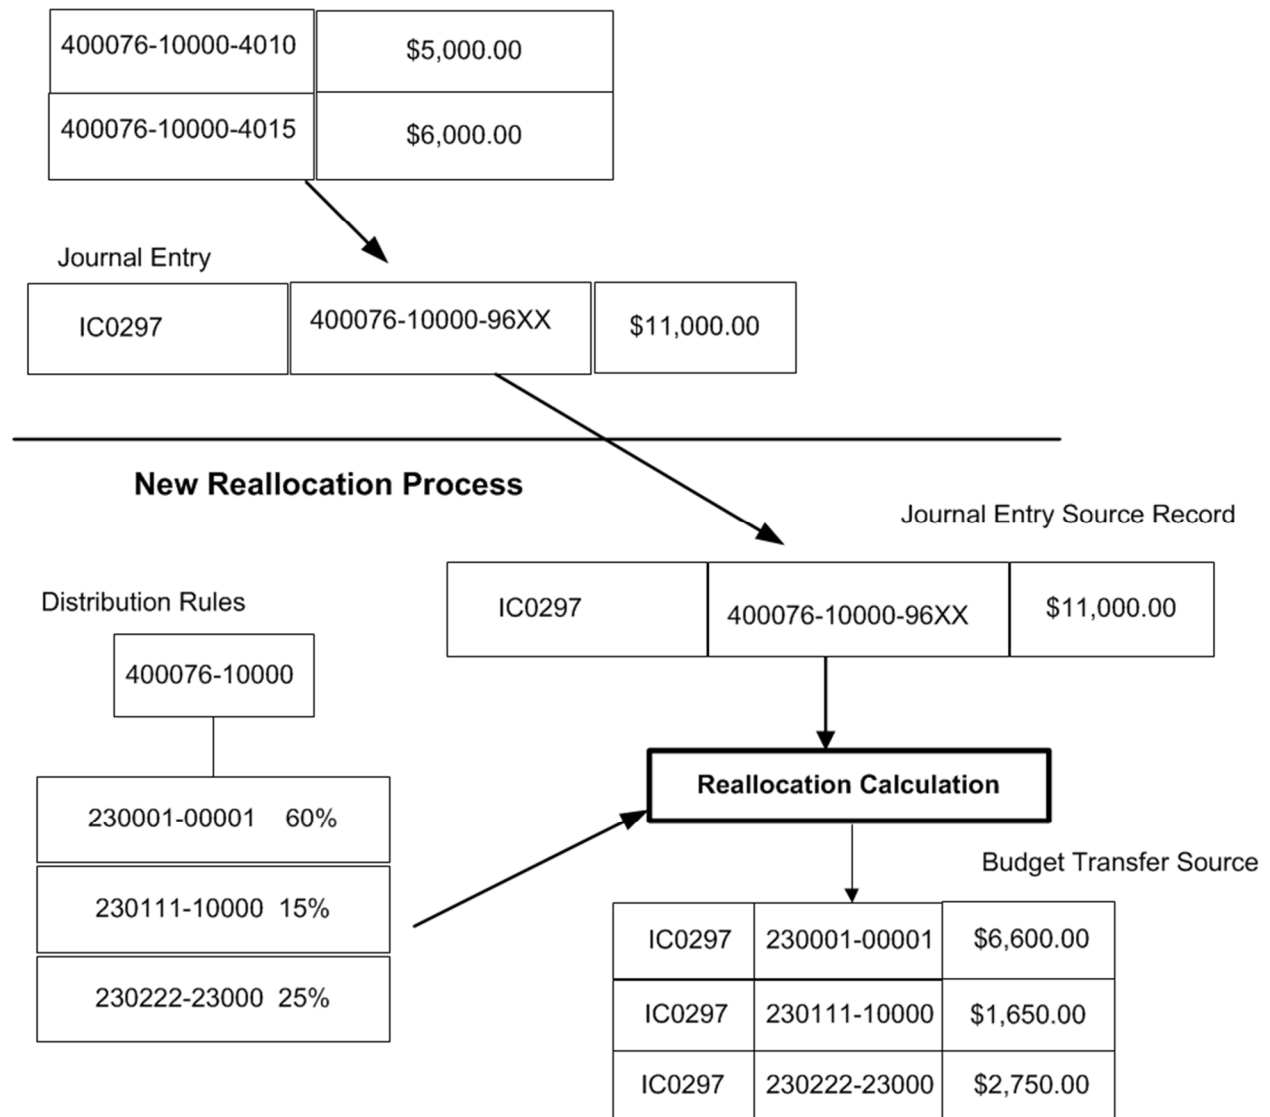 400076-10000-4010 $5,000.00
400076-10000-4015 $6,000.00
Journal Entry
IC0297 400076-10000-96XX $11,000.00
New Reallocation Process
Journal Entry Source Record
IC0297 400076-10000-96XX $11,000.00
Distribution Rules
400076-10000
230001-00001 60%
230111-10000 15%
230222-23000 25%
Reallocation Calculation
Budget Transfer Source
IC0297 230001-00001 $6,600.00
IC0297 230111-10000 $1,650.00
IC0297 230222-23000 $2,750.00